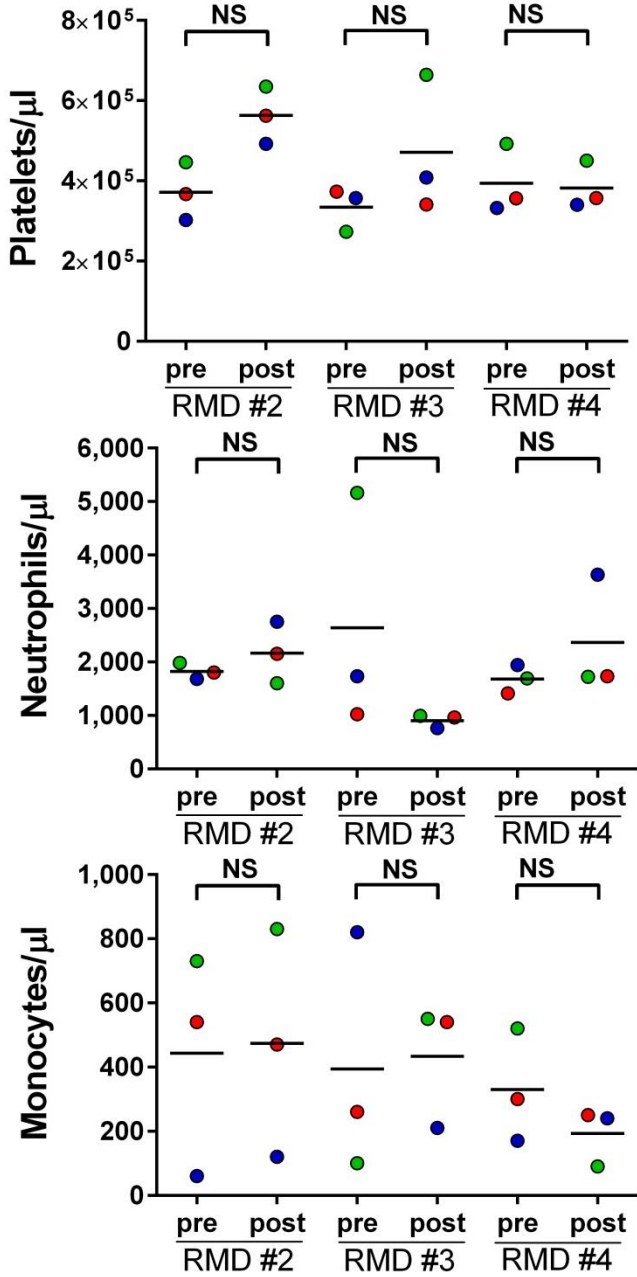 Platelets/μl
8×10⁵
6×10⁵
4×10⁵
2×10⁵
0
NS NS NS
pre post pre post pre post
RMD #2 RMD #3 RMD #4
Neutrophils/μl
6,000
5,000
4,000
3,000
2,000
1,000
0
NS NS NS
pre post pre post pre post
RMD #2 RMD #3 RMD #4
Monocytes/μl
1,000
800
600
400
200
0
NS NS NS
pre post pre post pre post
RMD #2 RMD #3 RMD #4